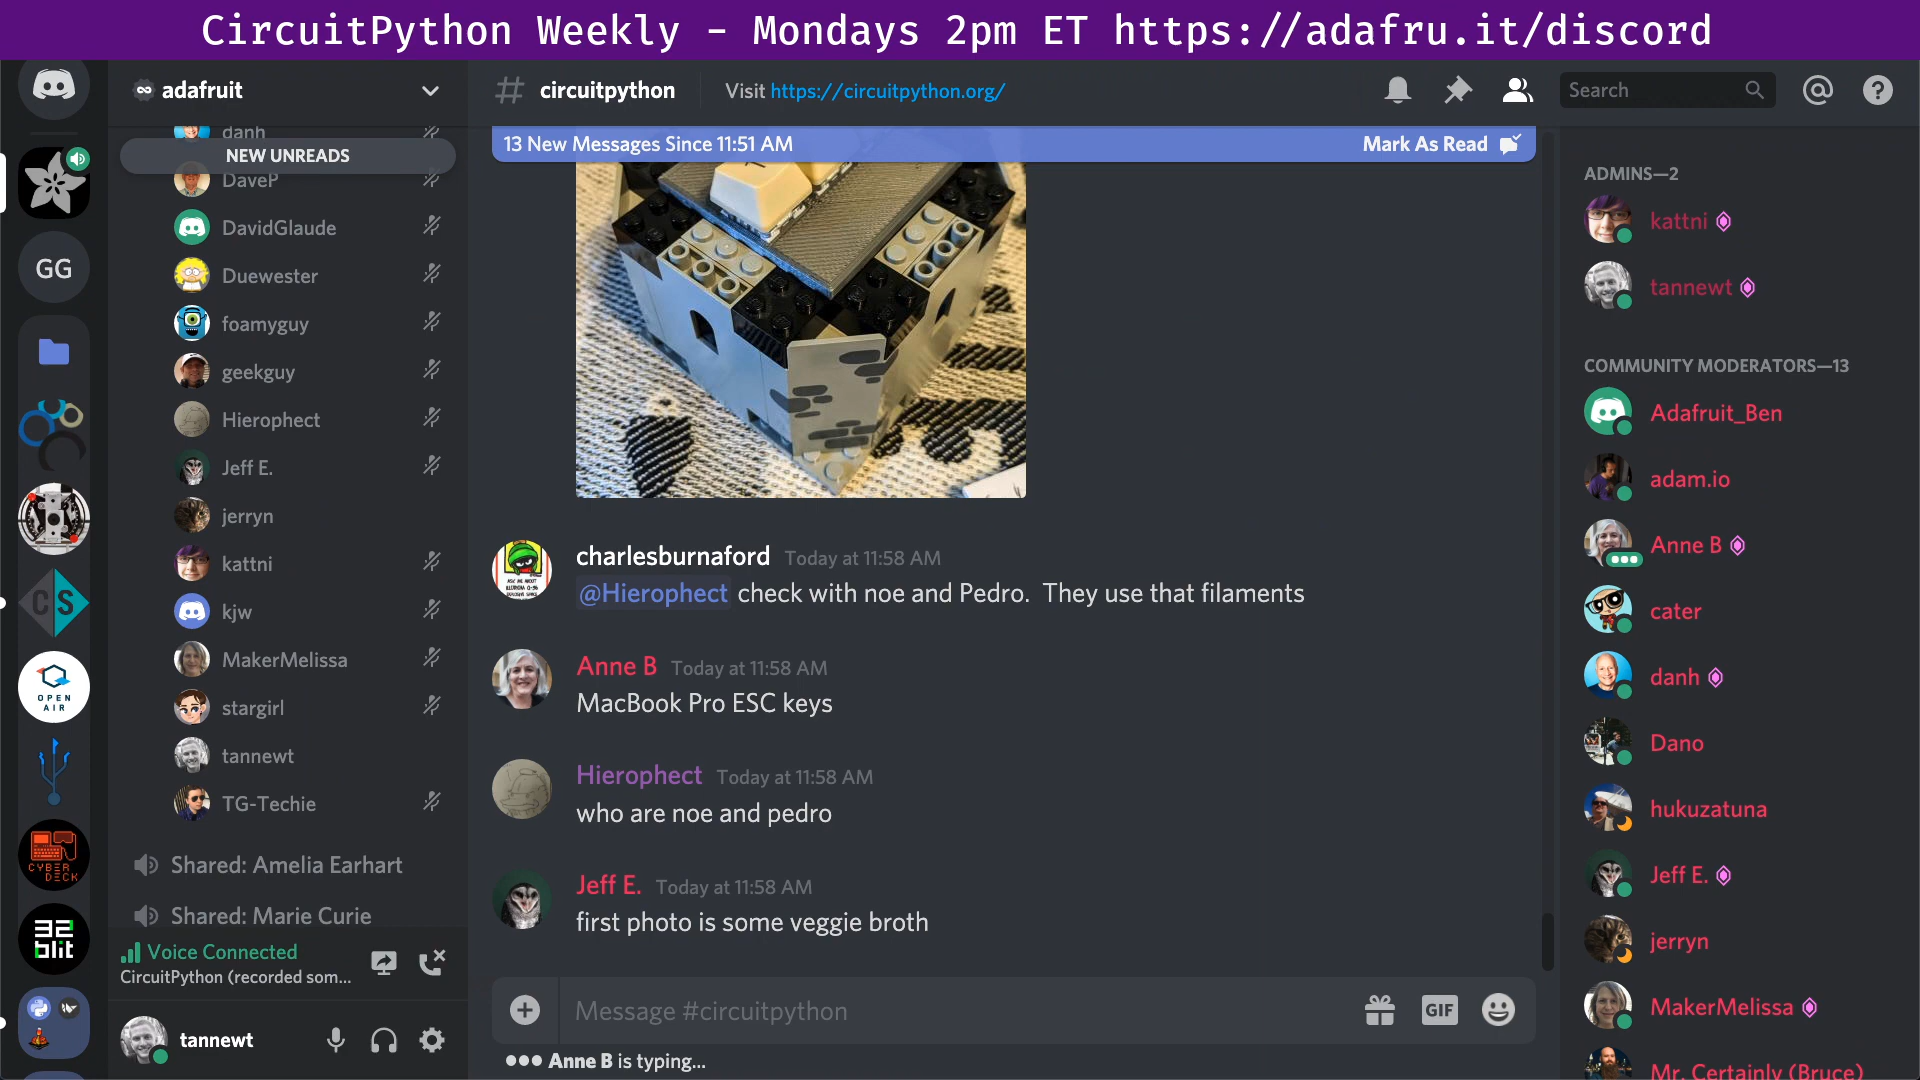 CircuitPython Weekly – Mondays 2pm ET https://adafru.it/discord
adafruit
danh
NEW UNREADS
DaveP
DavidGlaude
Duewester
foamyguy
geekguy
Hierophect
Jeff E.
jerryn
kattni
kjw
MakerMelissa
stargirl
tannewt
TG-Techie
Shared: Amelia Earhart
Shared: Marie Curie
Voice Connected
CircuitPython (recorded som...
tannewt
GG
CS
OPEN
AIR
CYBER
DECK
32
blit
circuitpython
Visit https://circuitpython.org/
Search
13 New Messages Since 11:51 AM
Mark As Read
charlesburnaford Today at 11:58 AM
@Hierophect check with noe and Pedro. They use that filaments
Anne B Today at 11:58 AM
MacBook Pro ESC keys
Hierophect Today at 11:58 AM
who are noe and pedro
Jeff E. Today at 11:58 AM
first photo is some veggie broth
Message #circuitpython
GIF
Anne B is typing...
ADMINS—2
kattni
tannewt
COMMUNITY MODERATORS—13
Adafruit_Ben
adam.io
Anne B
cater
danh
Dano
hukuzatuna
Jeff E.
jerryn
MakerMelissa
Mr. Certainly (Bruce)